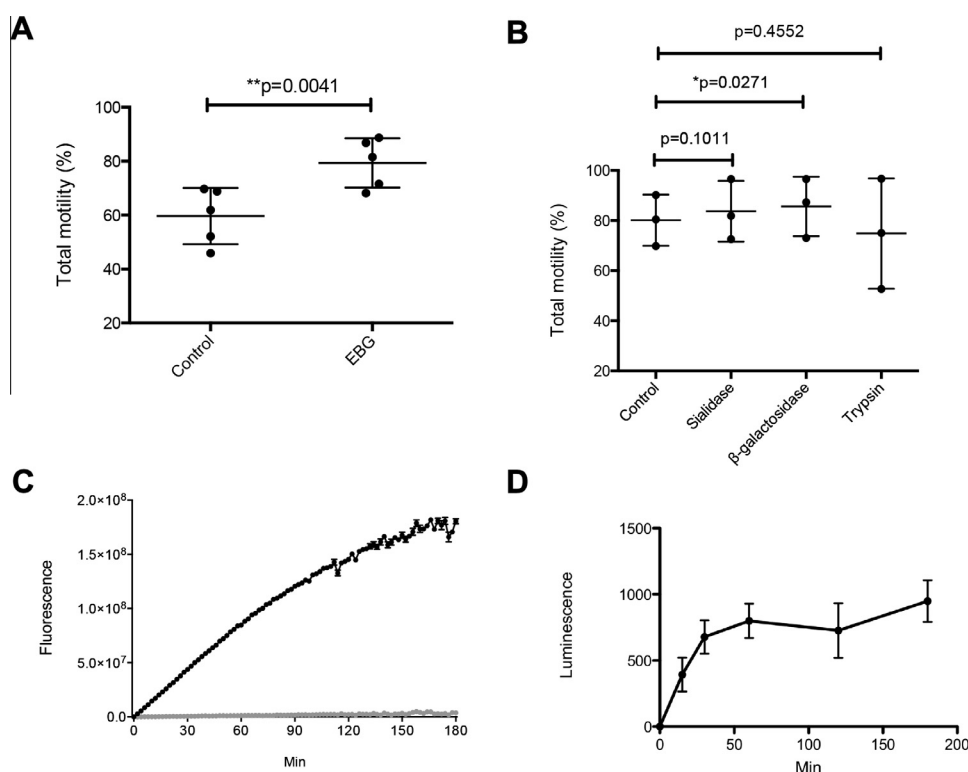 A
**p=0.0041
100
80
60
40
20
Total motility (%)
Control
EBG
B
p=0.4552
*p=0.0271
p=0.1011
100
80
60
40
20
Total motility (%)
Control
Sialidase
β-galactosidase
Trypsin
C
2.0×10⁸
1.5×10⁸
1.0×10⁸
5.0×10⁷
0.0
Fluorescence
0 30 60 90 120 150 180
Min
D
1500
1000
500
0
Luminescence
0 50 100 150 200
Min